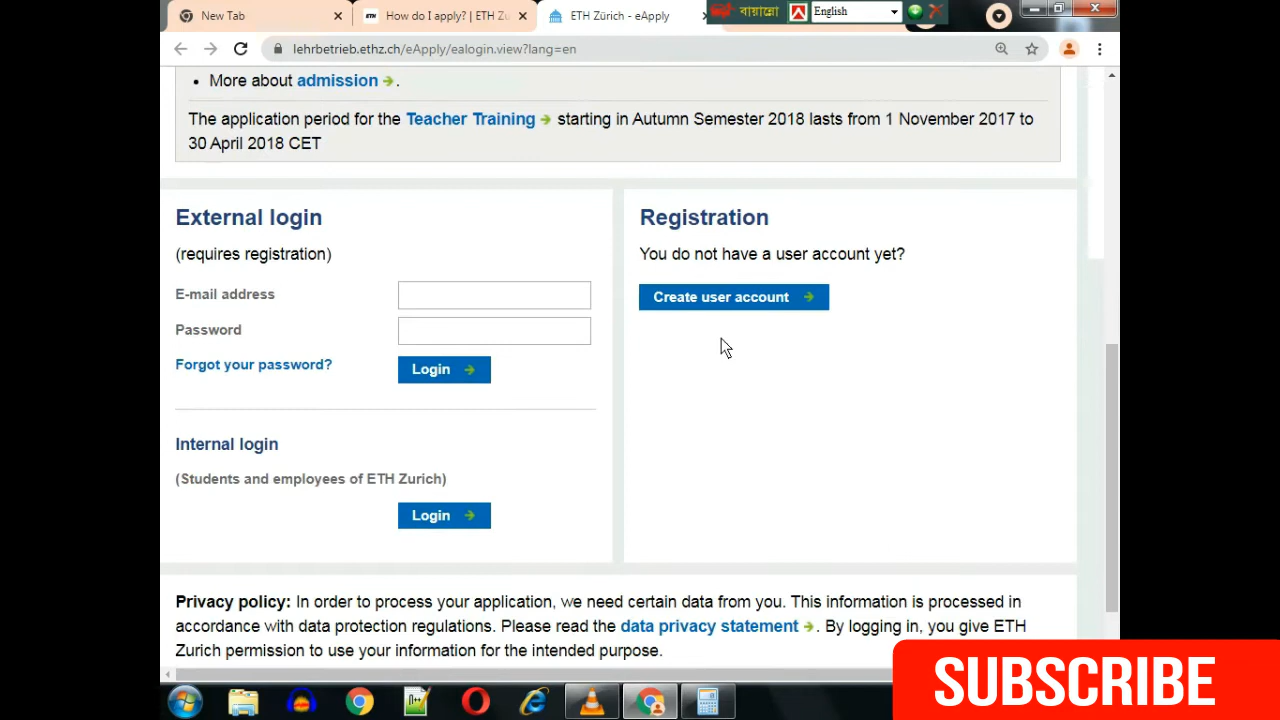 New Tab
How do I apply? | ETH Zu
ETH Zürich - eApply
বায়ান্নো
English
lehrbetrieb.ethz.ch/eApply/ealogin.view?lang=en
• More about admission → .
The application period for the Teacher Training → starting in Autumn Semester 2018 lasts from 1 November 2017 to
30 April 2018 CET
External login
(requires registration)
E-mail address
Password
Forgot your password?
Login →
Internal login
(Students and employees of ETH Zurich)
Login →
Registration
You do not have a user account yet?
Create user account →
Privacy policy: In order to process your application, we need certain data from you. This information is processed in
accordance with data protection regulations. Please read the data privacy statement → . By logging in, you give ETH
Zurich permission to use your information for the intended purpose.
SUBSCRIBE